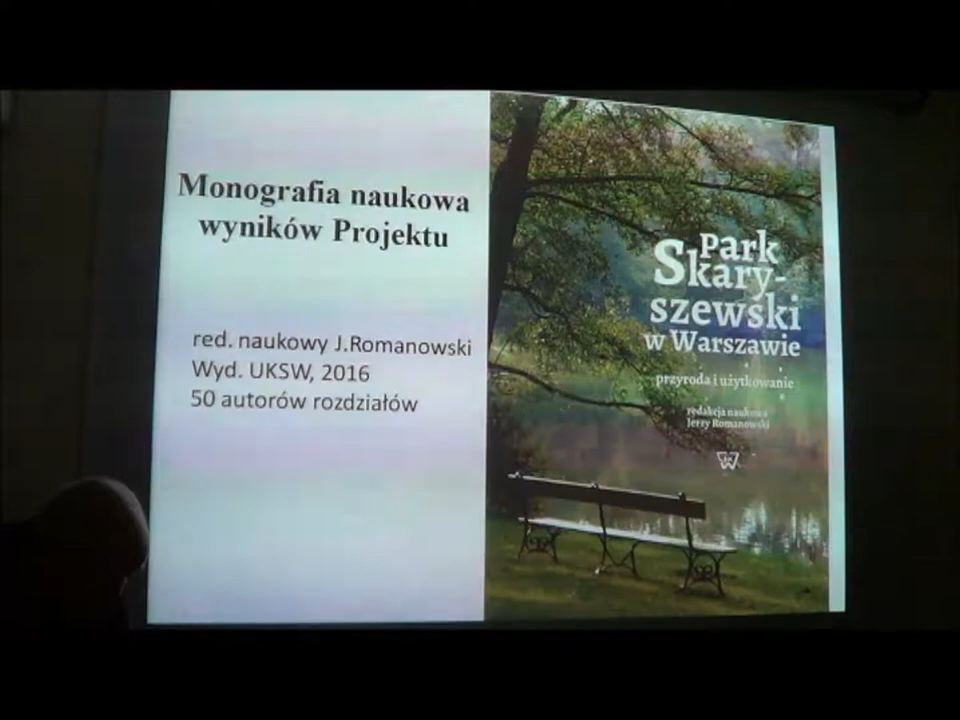 Monografia naukowa
wyników Projektu
red. naukowy J.Romanowski
Wyd. UKSW, 2016
50 autorów rozdziałów
Park
Skary-
szewski
w Warszawie
przyroda i użytkowanie
redakcja naukowa
Jerzy Romanowski